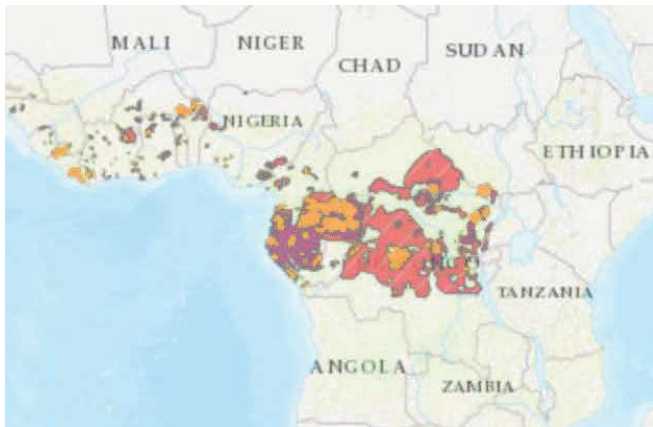 MALI
NIGER
SUDAN
CHAD
NIGERIA
ETHIOPIA
TANZANIA
ANGOLA
ZAMBIA